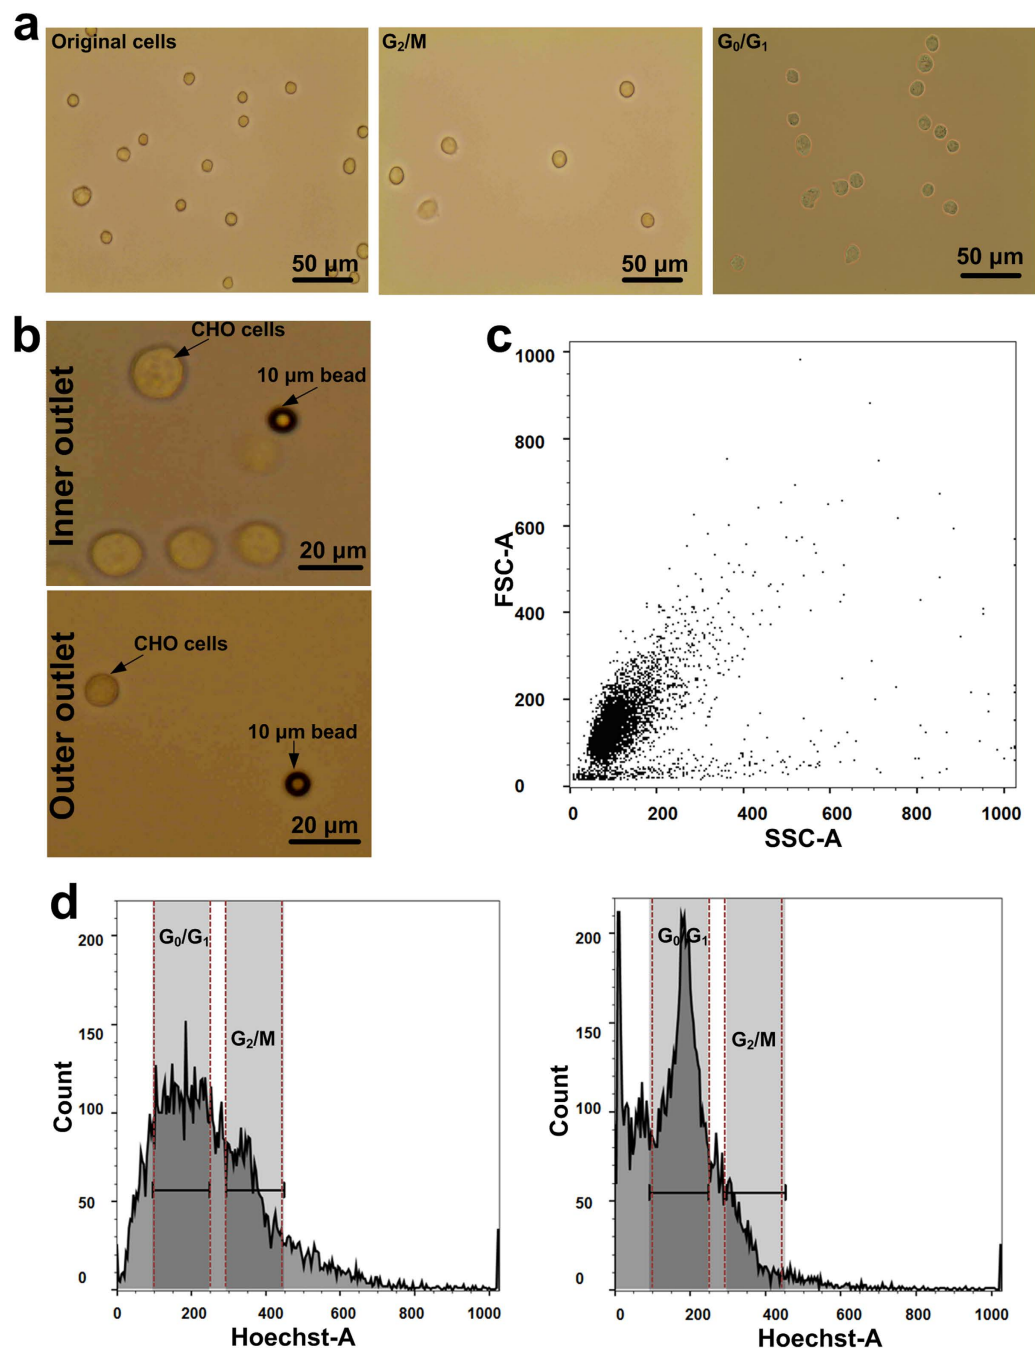 a
Original cells
50 µm
G₂/M
50 µm
G₀/G₁
50 µm
b
Inner outlet
CHO cells
10 µm bead
20 µm
Outer outlet
CHO cells
10 µm bead
20 µm
c
FSC-A
1000
800
600
400
200
0
0 200 400 600 800 1000
SSC-A
d
Count
200
150
100
50
0
G₀/G₁
G₂/M
0 200 400 600 800 1000
Hoechst-A
Count
200
150
100
50
0
G₀/G₁
G₂/M
0 200 400 600 800 1000
Hoechst-A